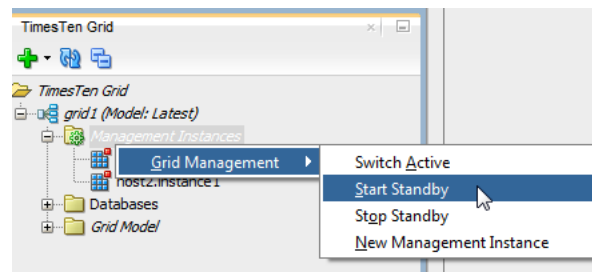 TimesTen Grid
TimesTen Grid
grid1 (Model: Latest)
Management Instances
Grid Management
Switch Active
host2.instance1
Start Standby
Databases
Stop Standby
Grid Model
New Management Instance